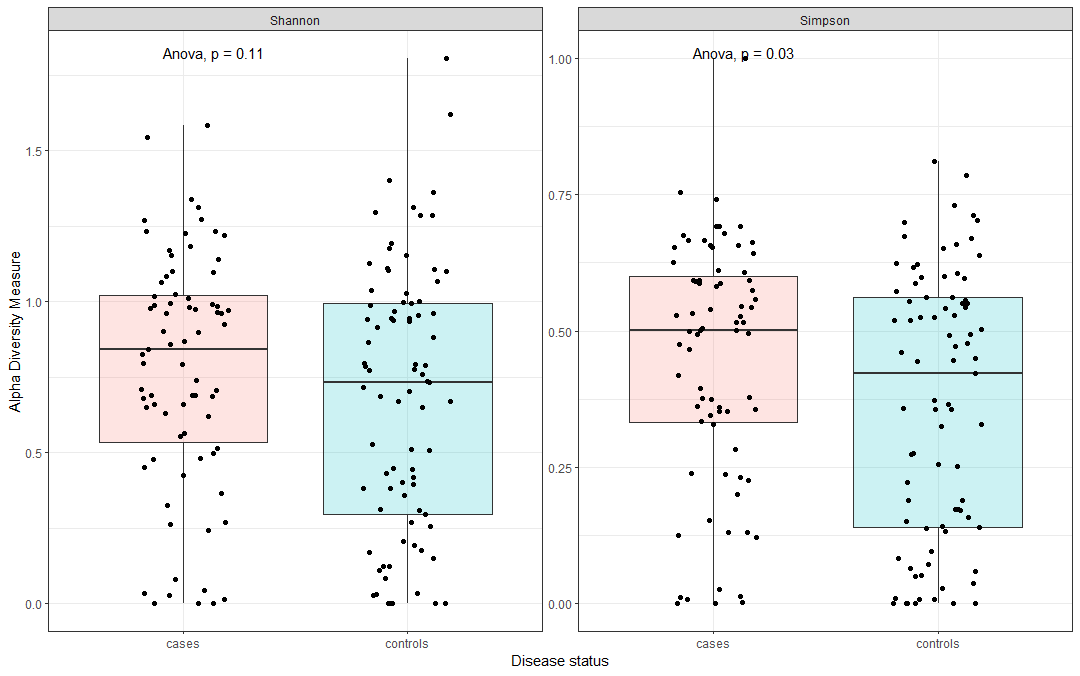 Shannon
Simpson
Anova, p = 0.11
Anova, p = 0.03
Alpha Diversity Measure
1.5
1.0
0.5
0.0
1.00
0.75
0.50
0.25
0.00
cases
controls
cases
controls
Disease status